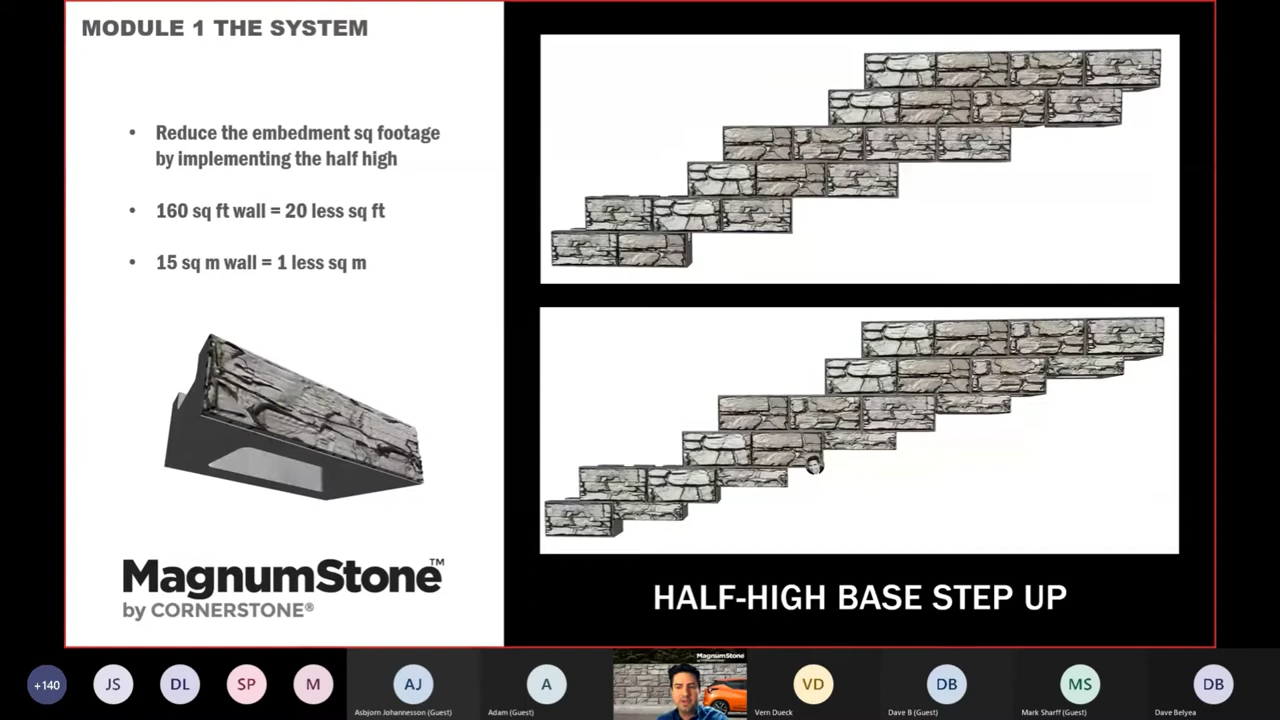 MODULE 1 THE SYSTEM
• Reduce the embedment sq footage
by implementing the half high
• 160 sq ft wall = 20 less sq ft
• 15 sq m wall = 1 less sq m
MagnumStone™
by CORNERSTONE®
HALF-HIGH BASE STEP UP
+140
JS
DL
SP
M
AJ
Asbjorn Johannesson (Guest)
A
Adam (Guest)
MagnumStone
VD
Vern Dueck
DB
Dave B (Guest)
MS
Mark Sharff (Guest)
DB
Dave Belyea